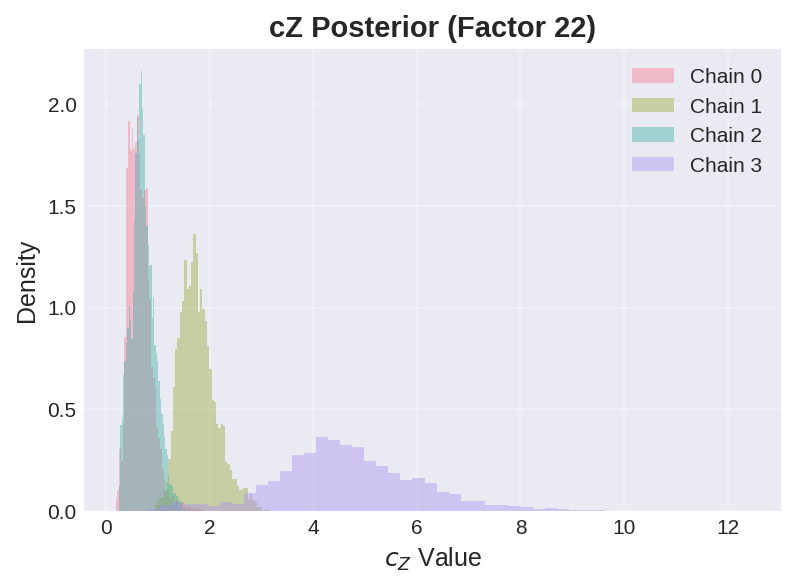 cZ Posterior (Factor 22)
Chain 0
Chain 1
Chain 2
Chain 3
Density
2.0
1.5
1.0
0.5
0.0
0 2 4 6 8 10 12
c_Z Value